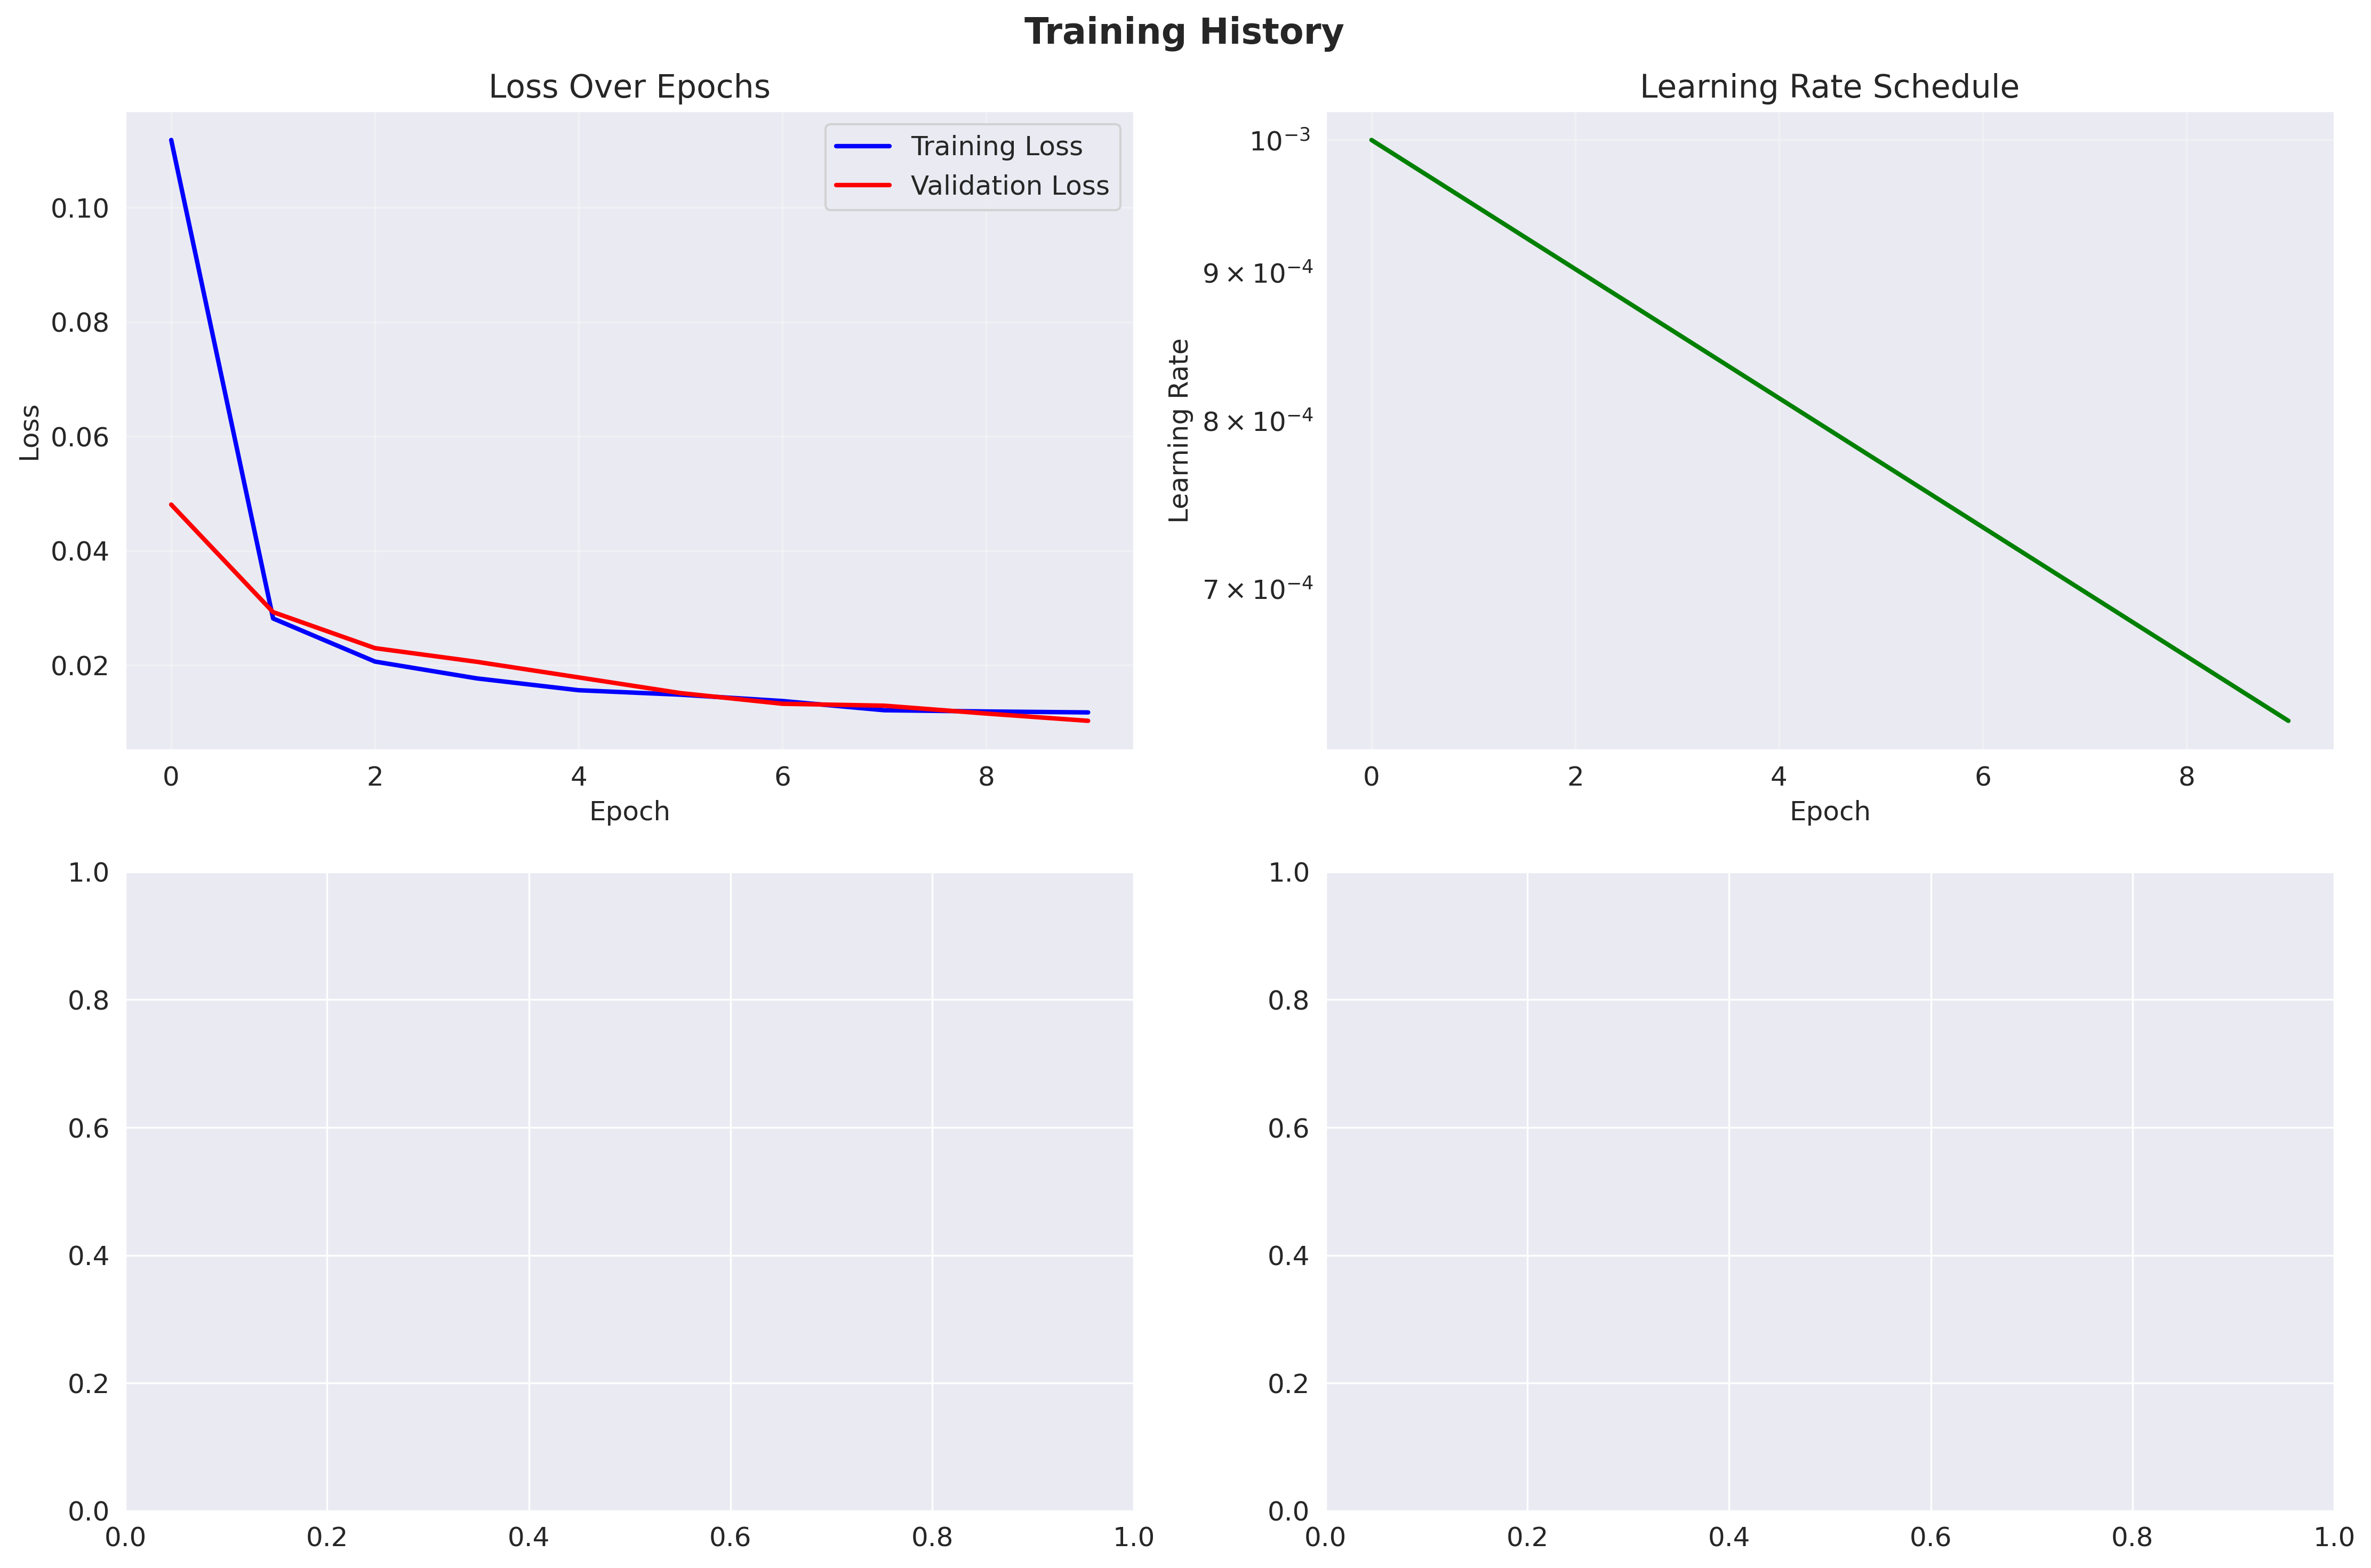 Training History
Loss Over Epochs
Training Loss
Validation Loss
0.10
0.08
0.06
0.04
0.02
Loss
0 2 4 6 8
Epoch
Learning Rate Schedule
10⁻³
9 × 10⁻⁴
8 × 10⁻⁴
7 × 10⁻⁴
Learning Rate
0 2 4 6 8
Epoch
1.0
0.8
0.6
0.4
0.2
0.0
0.0 0.2 0.4 0.6 0.8 1.0
1.0
0.8
0.6
0.4
0.2
0.0
0.0 0.2 0.4 0.6 0.8 1.0